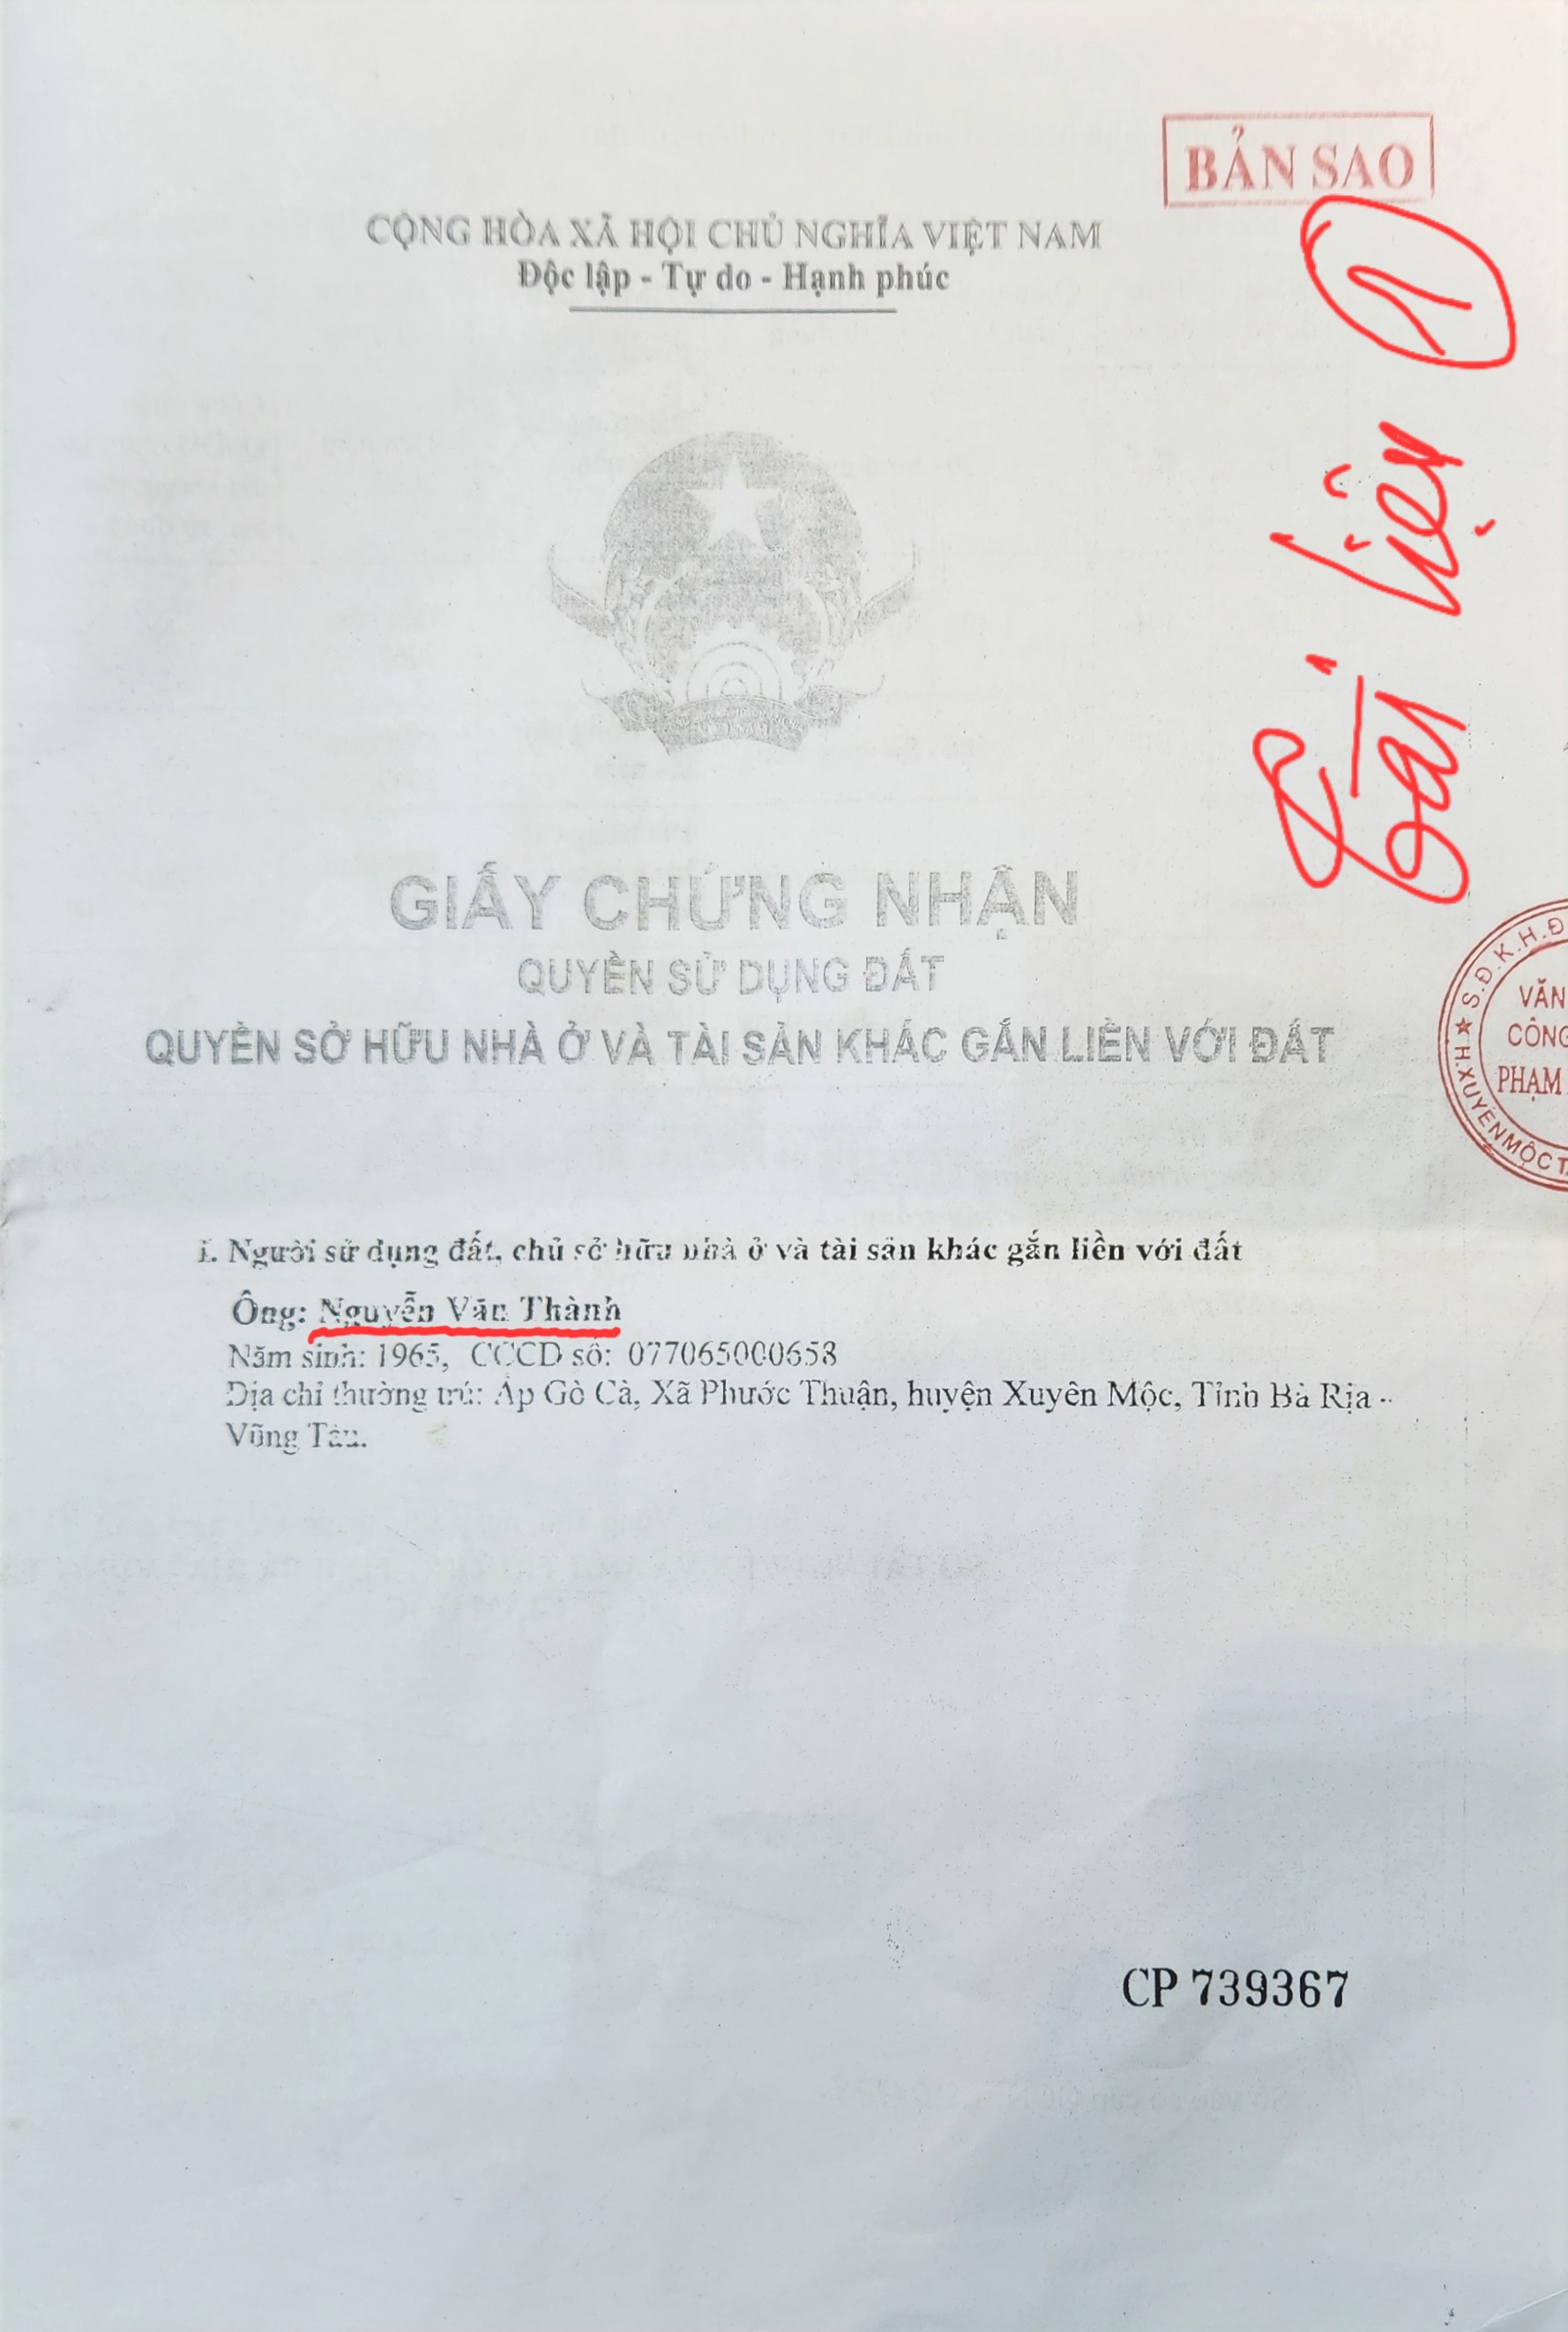 BẢN SAO
CỘNG HÒA XÃ HỘI CHỦ NGHĨA VIỆT NAM
Độc lập - Tự do - Hạnh phúc
Tài liệu 1
GIẤY CHỨNG NHẬN
QUYỀN SỬ DỤNG ĐẤT
QUYỀN SỞ HỮU NHÀ Ở VÀ TÀI SẢN KHÁC GẮN LIỀN VỚI ĐẤT
★ S.Đ.K.H.Đ
VĂN
CÔNG
PHẠM
H.XUYÊN MỘC T
I. Người sử dụng đất, chủ sở hữu nhà ở và tài sản khác gắn liền với đất
Ông: Nguyễn Văn Thành
Năm sinh: 1965, CCCD số: 077065000658
Địa chỉ thường trú: Ấp Gò Cà, Xã Phước Thuận, huyện Xuyên Mộc, Tỉnh Bà Rịa -
Vũng Tàu.
CP 739367